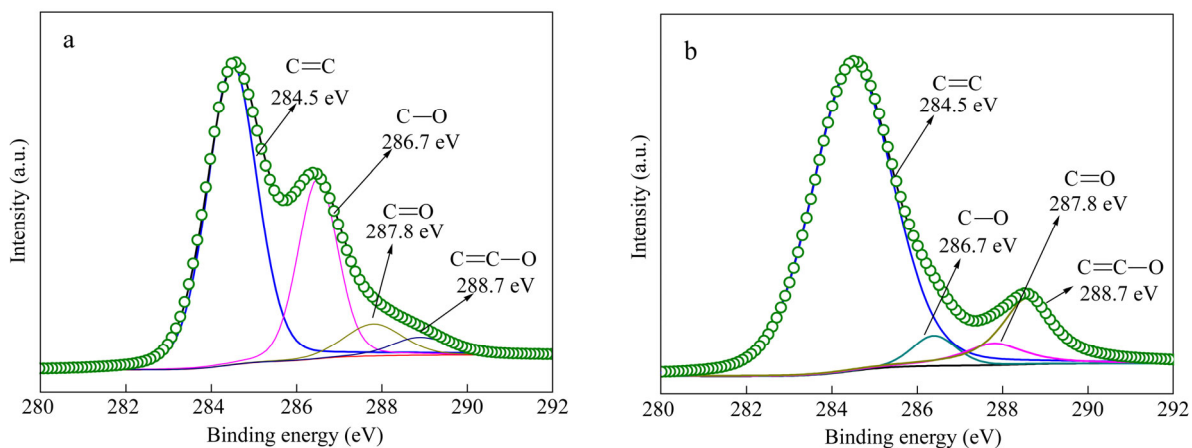 a
C=C
284.5 eV
C—O
286.7 eV
C=O
287.8 eV
C=C—O
288.7 eV
Intensity (a.u.)
280 282 284 286 288 290 292
Binding energy (eV)
b
C=C
284.5 eV
C=O
287.8 eV
C—O
286.7 eV
C=C—O
288.7 eV
Intensity (a.u.)
280 282 284 286 288 290 292
Binding energy (eV)